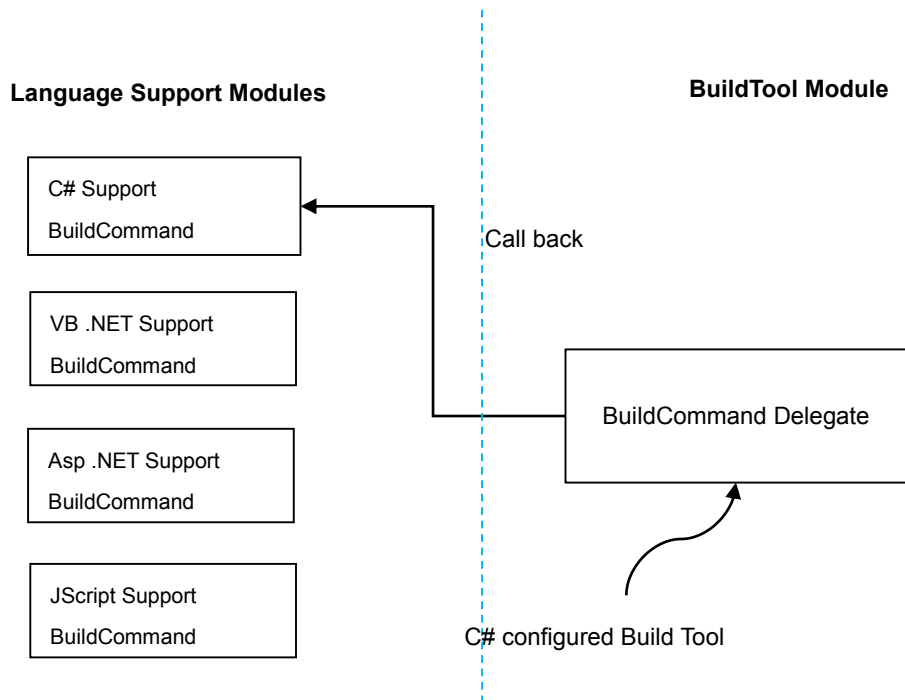 Language Support Modules
BuildTool Module
C# Support
BuildCommand
Call back
VB .NET Support
BuildCommand
BuildCommand Delegate
Asp .NET Support
BuildCommand
JScript Support
BuildCommand
C# configured Build Tool